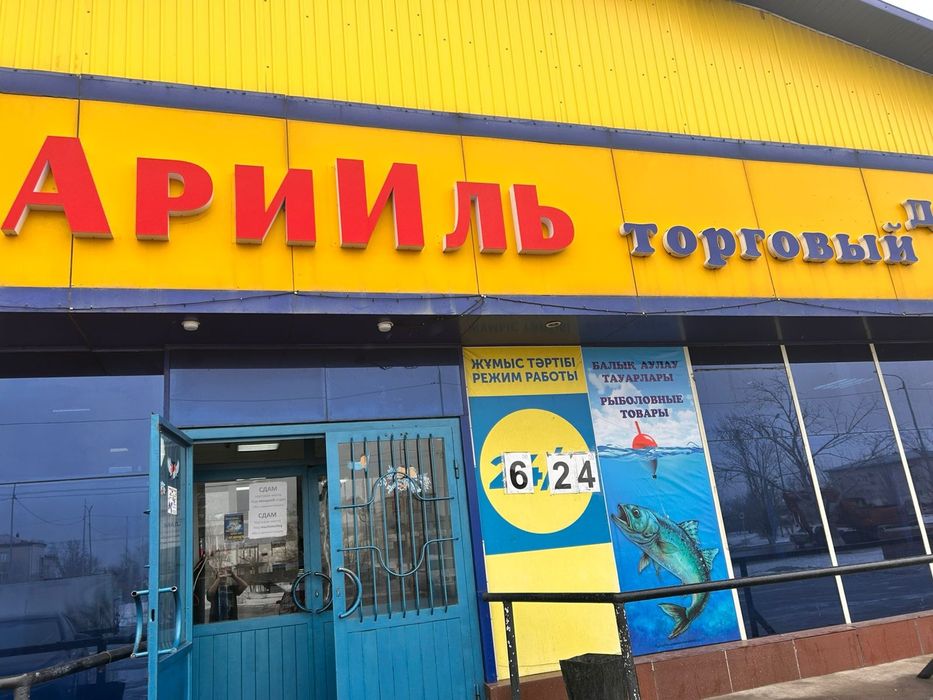 АриИль
торговый
ЖҰМЫС ТӘРТІБІ
РЕЖИМ РАБОТЫ
6 24
БАЛЫҚ АУЛАУ
ТАУАРЛАРЫ
РЫБОЛОВНЫЕ
ТОВАРЫ
СДАМ
СДАМ